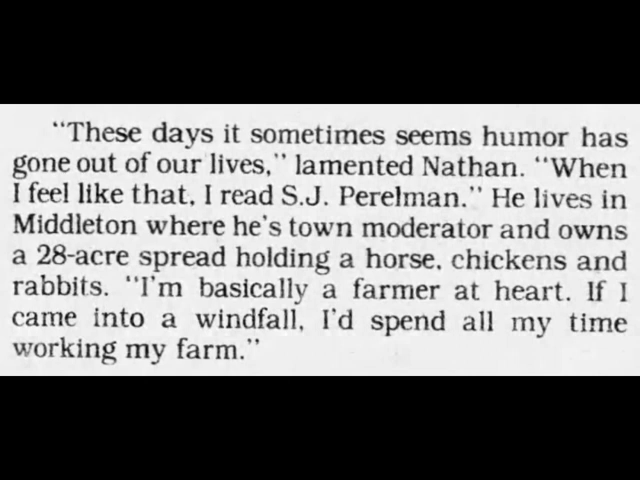 "These days it sometimes seems humor has
gone out of our lives," lamented Nathan. "When
I feel like that, I read S.J. Perelman." He lives in
Middleton where he's town moderator and owns
a 28-acre spread holding a horse, chickens and
rabbits. "I'm basically a farmer at heart. If I
came into a windfall, I'd spend all my time
working my farm."